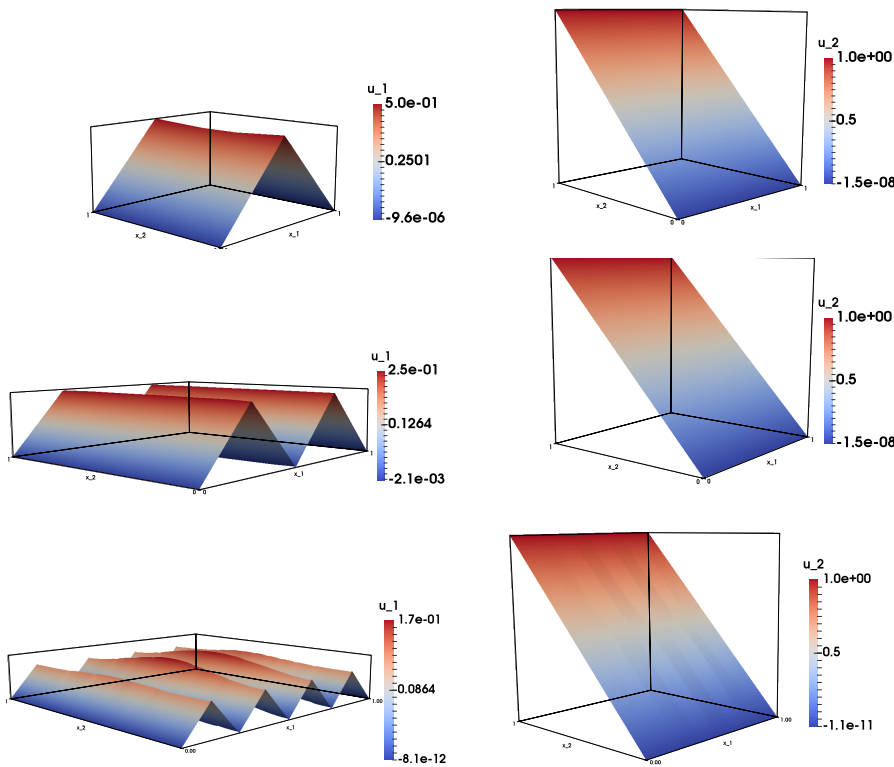 u_1
5.0e-01
0.2501
-9.6e-06
1
x_2
x_1
1
u_2
1.0e+00
0.5
-1.5e-08
1
x_2
0 0
x_1
1
u_1
2.5e-01
0.1264
-2.1e-03
1
x_2
0 0
x_1
1
u_2
1.0e+00
0.5
-1.5e-08
1
x_2
0 0
x_1
1
u_1
1.7e-01
0.0864
-8.1e-12
1
x_2
0.00
x_1
1.00
u_2
1.0e+00
0.5
-1.1e-11
1
x_2
0.00
x_1
1.00